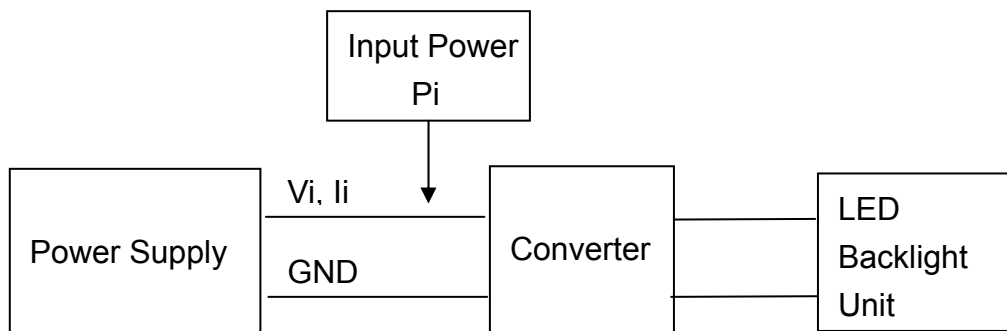 Input Power
Pi
Power Supply
Vi, Ii
GND
Converter
LED
Backlight
Unit